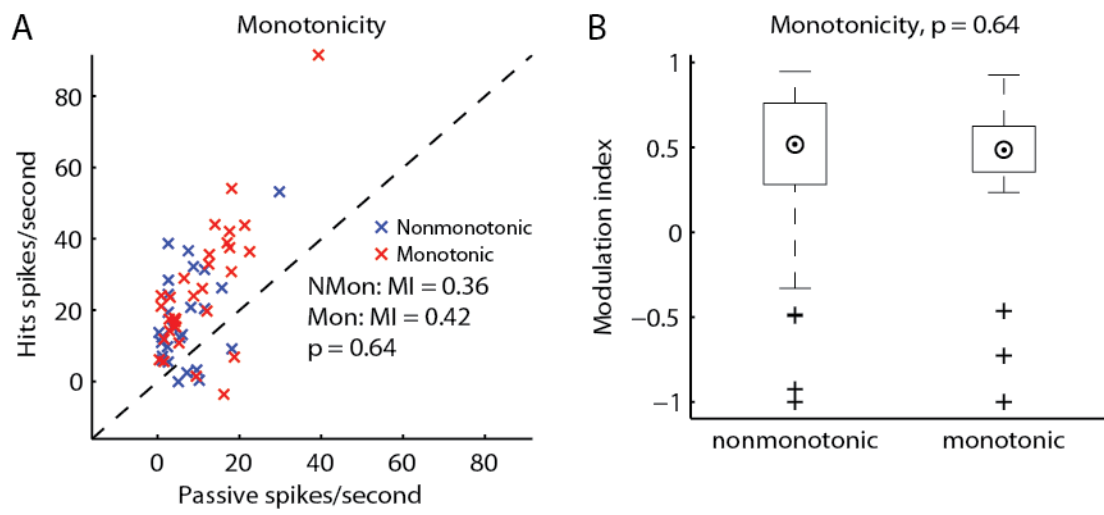 A
Monotonicity
Hits spikes/second
80
60
40
20
0
Nonmonotonic
Monotonic
NMon: MI = 0.36
Mon: MI = 0.42
p = 0.64
0 20 40 60 80
Passive spikes/second
B
Monotonicity, p = 0.64
Modulation index
1
0.5
0
−0.5
−1
nonmonotonic monotonic